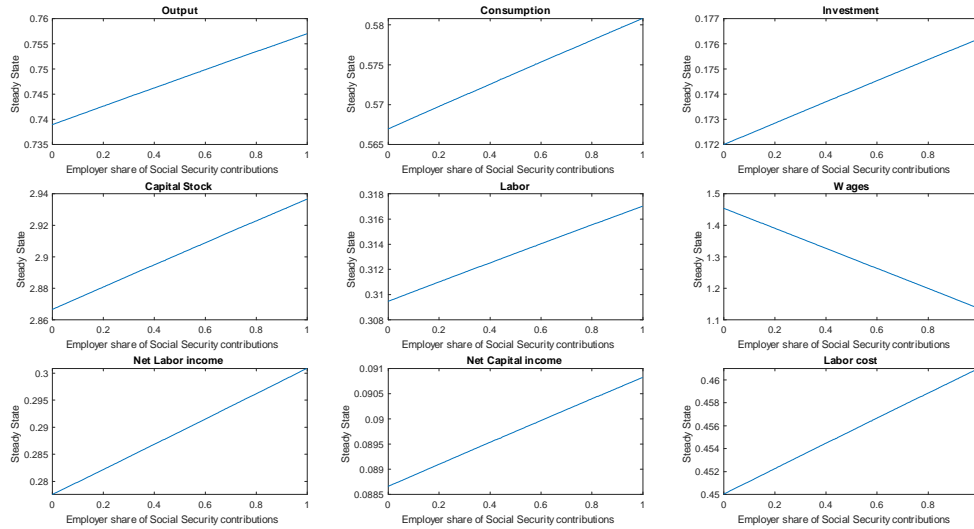 Output
0.76
0.755
0.75
0.745
0.74
0.735
Steady State
0 0.2 0.4 0.6 0.8 1
Employer share of Social Security contributions
Consumption
0.58
0.575
0.57
0.565
Steady State
0 0.2 0.4 0.6 0.8 1
Employer share of Social Security contributions
Investment
0.177
0.176
0.175
0.174
0.173
0.172
Steady State
0 0.2 0.4 0.6 0.8
Employer share of Social Security contributions
Capital Stock
2.94
2.92
2.9
2.88
2.86
Steady State
0 0.2 0.4 0.6 0.8 1
Employer share of Social Security contributions
Labor
0.318
0.316
0.314
0.312
0.31
0.308
Steady State
0 0.2 0.4 0.6 0.8 1
Employer share of Social Security contributions
Wages
1.5
1.4
1.3
1.2
1.1
Steady State
0 0.2 0.4 0.6 0.8
Employer share of Social Security contributions
Net Labor income
0.3
0.295
0.29
0.285
0.28
Steady State
0 0.2 0.4 0.6 0.8 1
Employer share of Social Security contributions
Net Capital income
0.091
0.0905
0.09
0.0895
0.089
0.0885
Steady State
0 0.2 0.4 0.6 0.8 1
Employer share of Social Security contributions
Labor cost
0.46
0.458
0.456
0.454
0.452
0.45
Steady State
0 0.2 0.4 0.6 0.8
Employer share of Social Security contributions